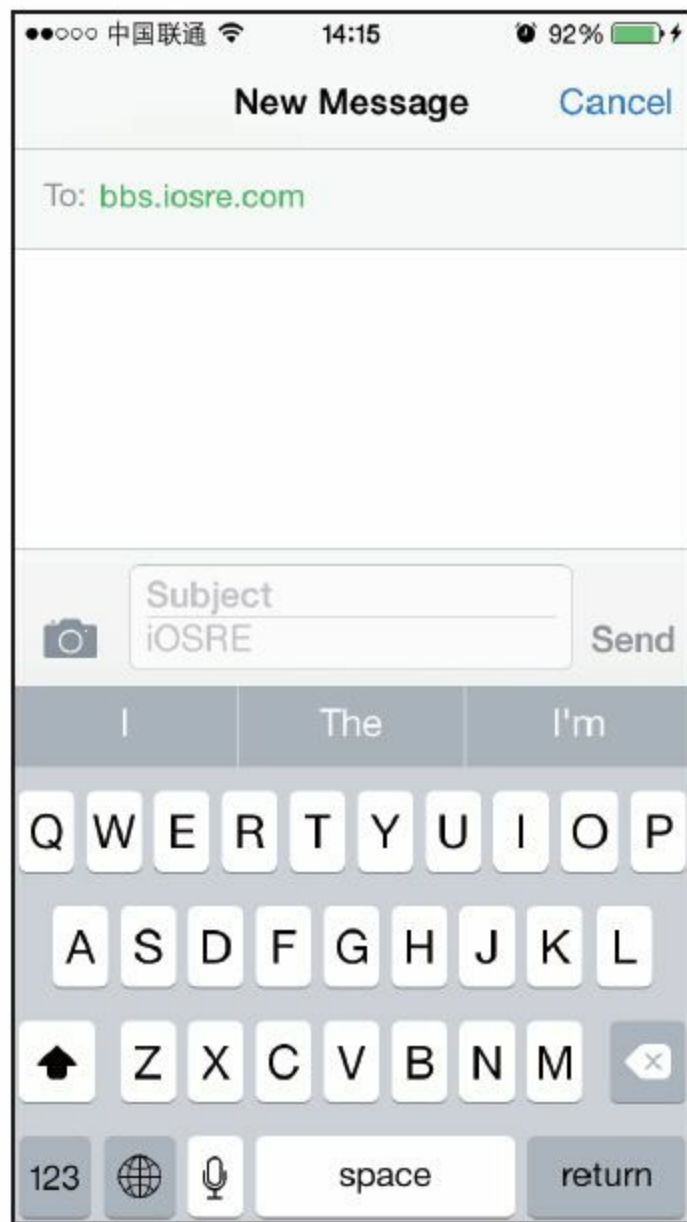 中国联通 14:15 92%
New Message Cancel
To: bbs.iosre.com
Subject
iOSRE
Send
I The I'm
Q W E R T Y U I O P
A S D F G H J K L
Z X C V B N M
123 space return